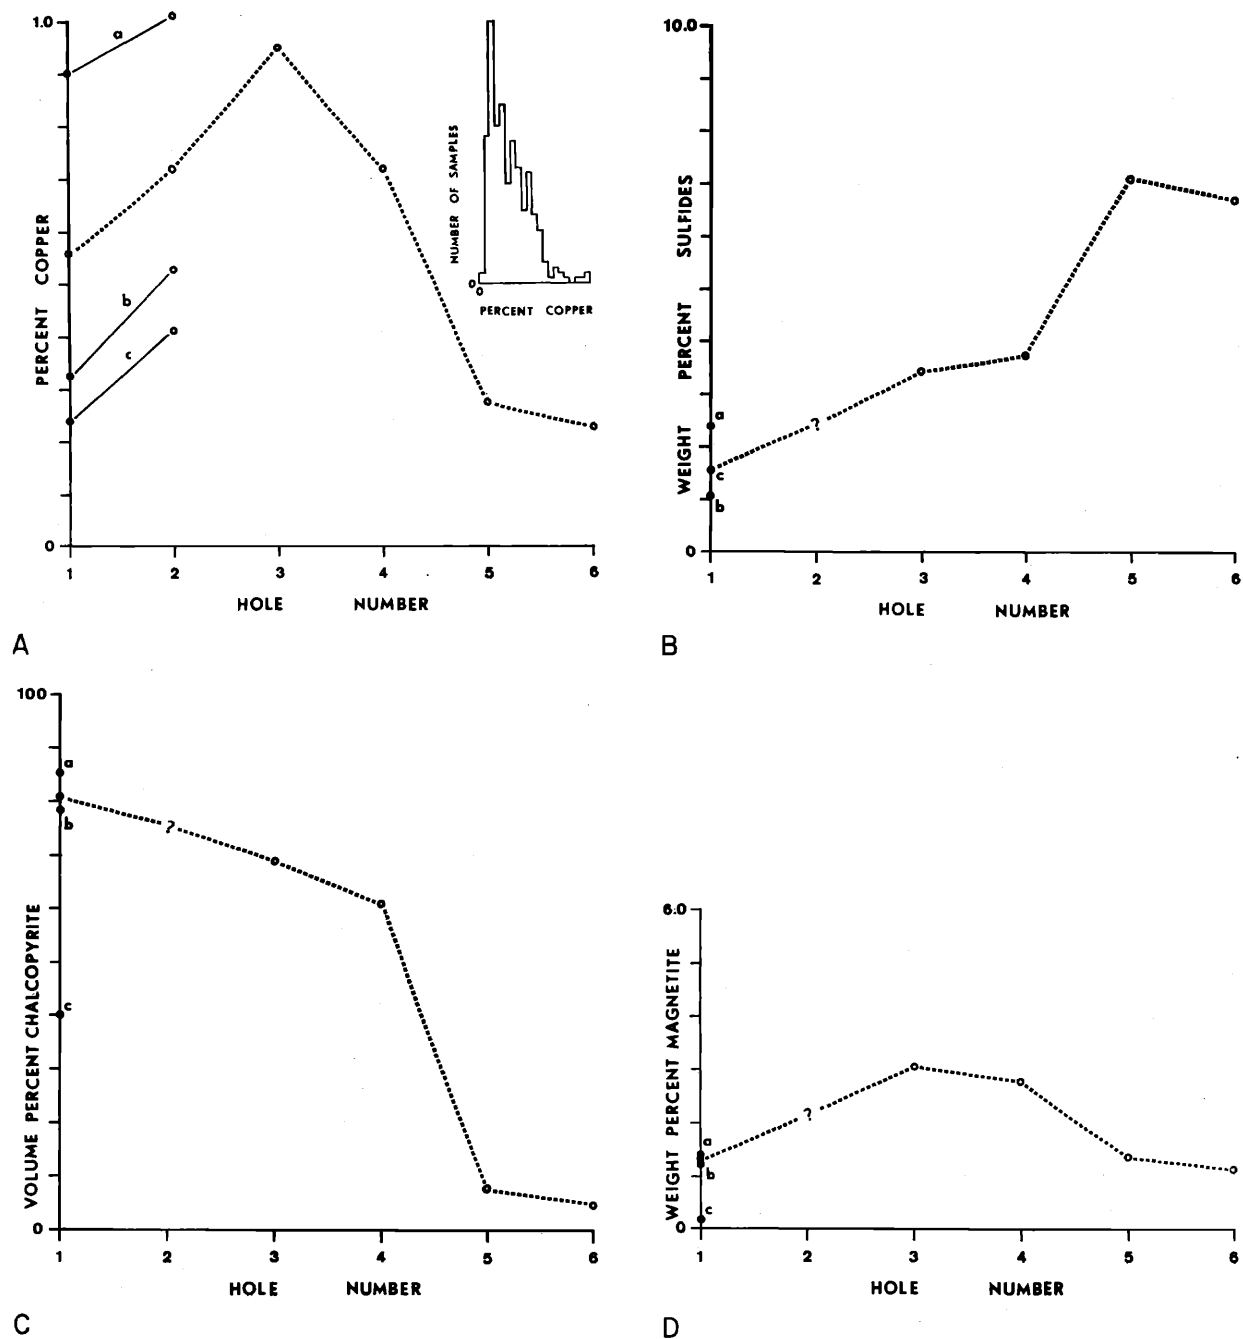 1.0
a
b
c
0
PERCENT COPPER
1 2 3 4 5 6
HOLE NUMBER
NUMBER OF SAMPLES
0
0
PERCENT COPPER
A
10.0
WEIGHT PERCENT SULFIDES
a
c
b
?
0
1 2 3 4 5 6
HOLE NUMBER
B
100
VOLUME PERCENT CHALCOPYRITE
a
b
?
c
0
1 2 3 4 5 6
HOLE NUMBER
C
6.0
WEIGHT PERCENT MAGNETITE
?
a
b
c
0
1 2 3 4 5 6
HOLE NUMBER
D